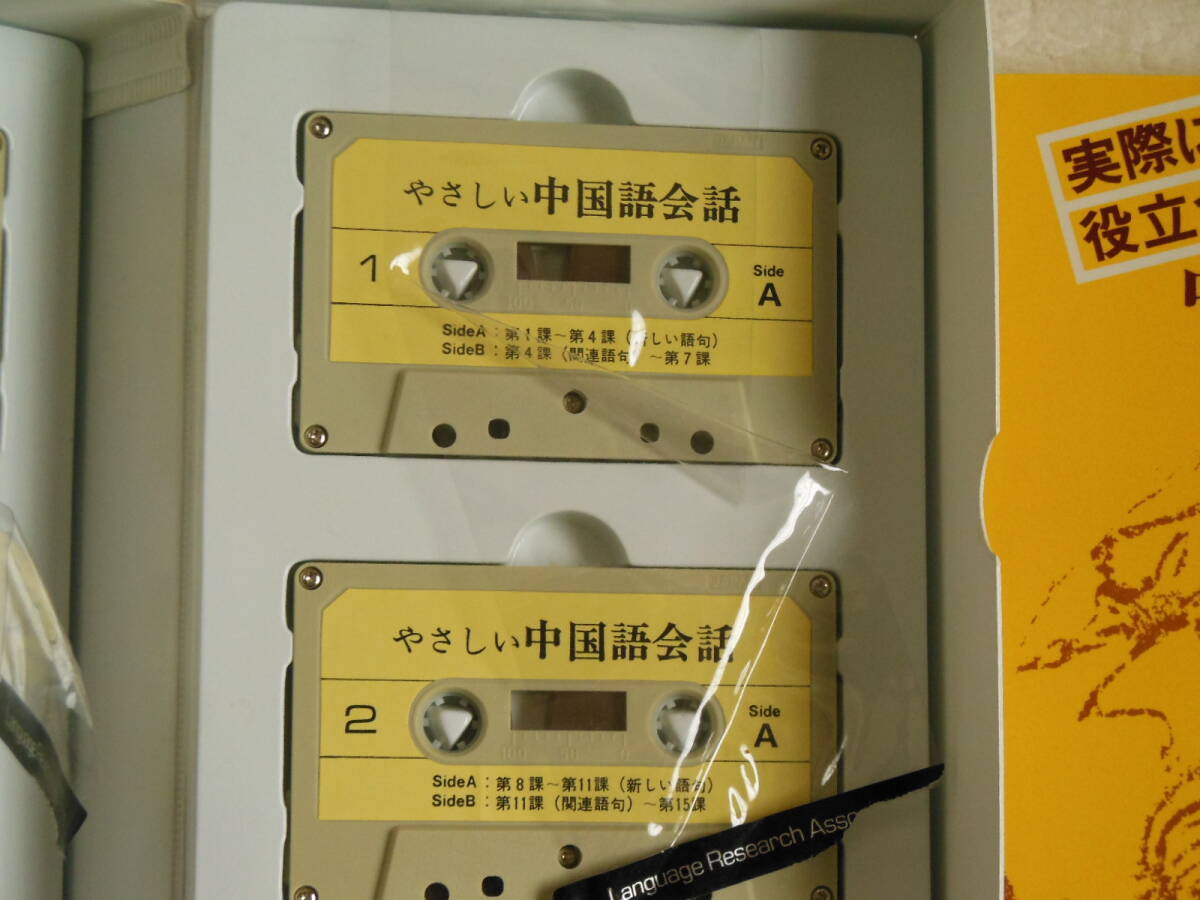 やさしい中国語会話
1
Side
A
SideA：第1課〜第4課（新しい語句）
SideB：第4課（関連語句）〜第7課
やさしい中国語会話
2
Side
A
SideA：第8課〜第11課（新しい語句）
SideB：第11課（関連語句）〜第15課
Language Research Asso
実際に
役立つ